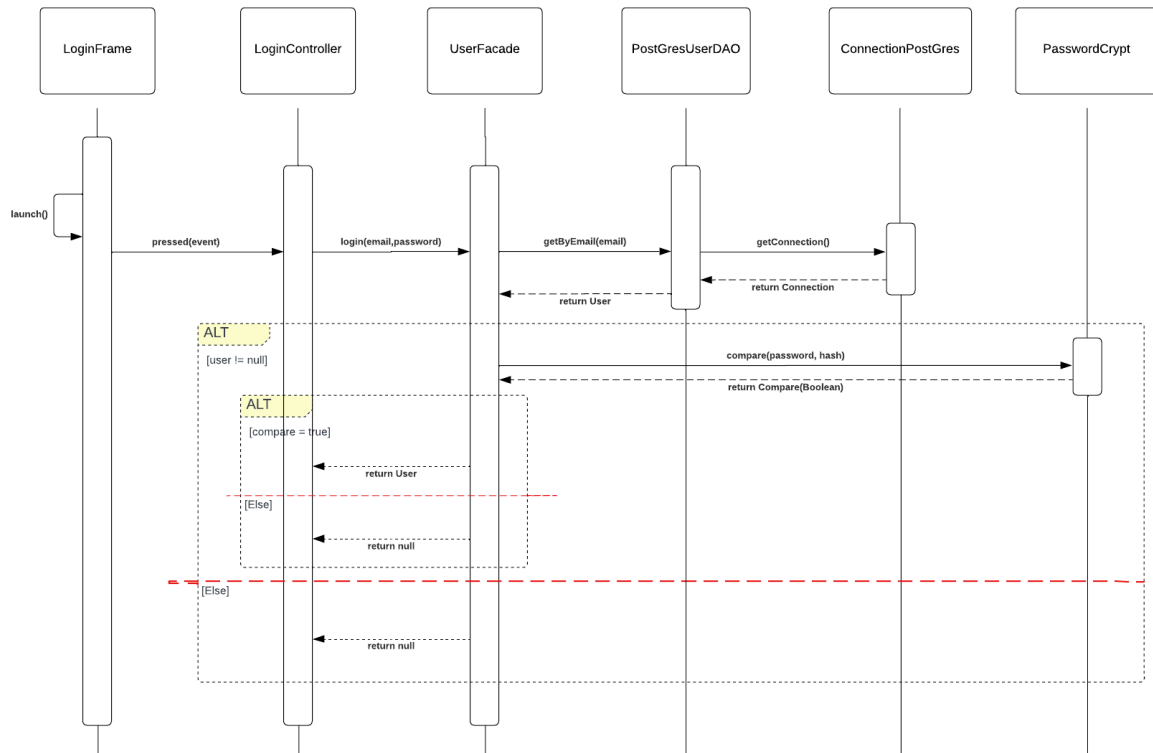 LoginFrame
LoginController
UserFacade
PostGresUserDAO
ConnectionPostGres
PasswordCrypt
launch()
pressed(event)
login(email,password)
getByEmail(email)
getConnection()
return Connection
return User
ALT
[user != null]
compare(password, hash)
return Compare(Boolean)
ALT
[compare = true]
return User
[Else]
return null
[Else]
return null